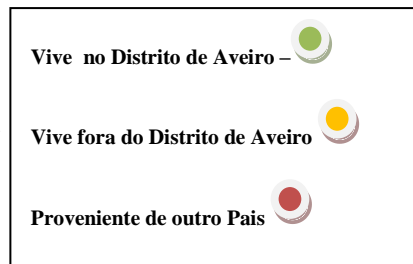 Vive no Distrito de Aveiro –
Vive fora do Distrito de Aveiro
Proveniente de outro Pais